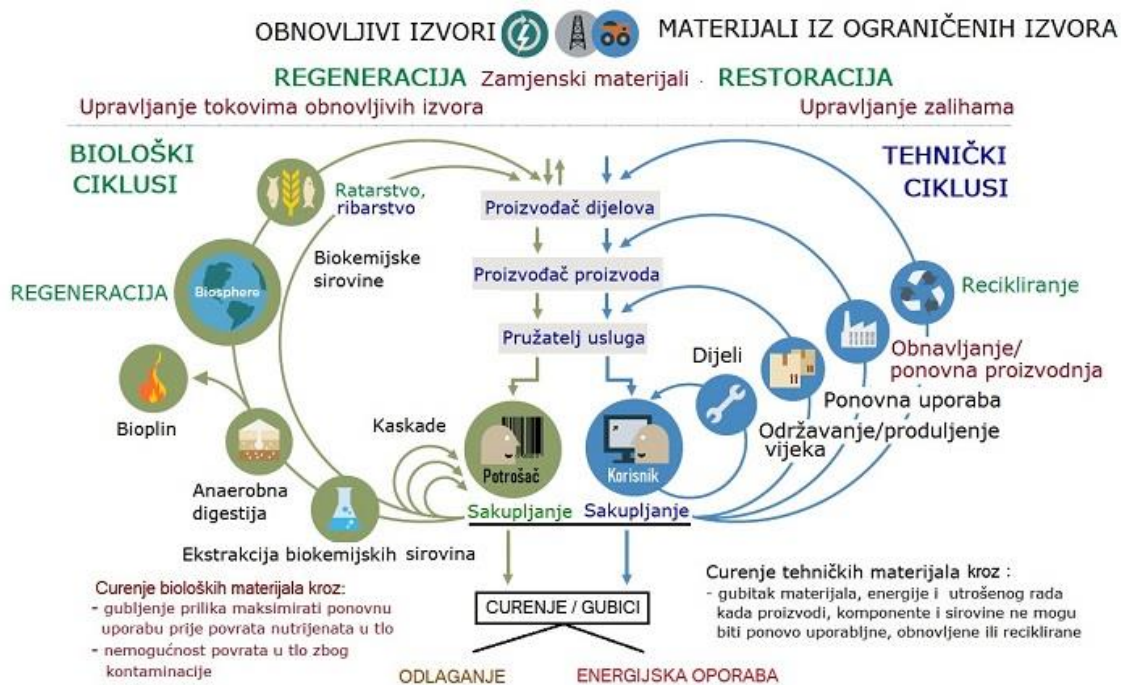 OBNOVLJIVI IZVORI
MATERIJALI IZ OGRANIČENIH IZVORA
REGENERACIJA Zamjenski materijali . RESTORACIJA
Upravljanje tokovima obnovljivih izvora
Upravljanje zalihama
BIOLOŠKI
CIKLUSI
TEHNIČKI
CIKLUSI
Ratarstvo,
ribarstvo
Proizvođač dijelova
Biokemijske
sirovine
Proizvođač proizvoda
REGENERACIJA
Biosphere
Recikliranje
Pružatelj usluga
Dijeli
Obnavljanje/
ponovna proizvodnja
Ponovna uporaba
Bioplin
Kaskade
Održavanje/produljenje
vijeka
Potrošač
Korisnik
Anaerobna
digestija
Sakupljanje
Sakupljanje
Ekstrakcija biokemijskih sirovina
Curenje bioloških materijala kroz:
- gubljenje prilika maksimirati ponovnu
uporabu prije povrata nutrijenata u tlo
- nemogućnost povrata u tlo zbog
kontaminacije
CURENJE / GUBICI
Curenje tehničkih materijala kroz :
- gubitak materijala, energije i utrošenog rada
kada proizvodi, komponente i sirovine ne mogu
biti ponovo uporabljne, obnovljene ili reciklirane
ODLAGANJE
ENERGIJSKA OPORABA